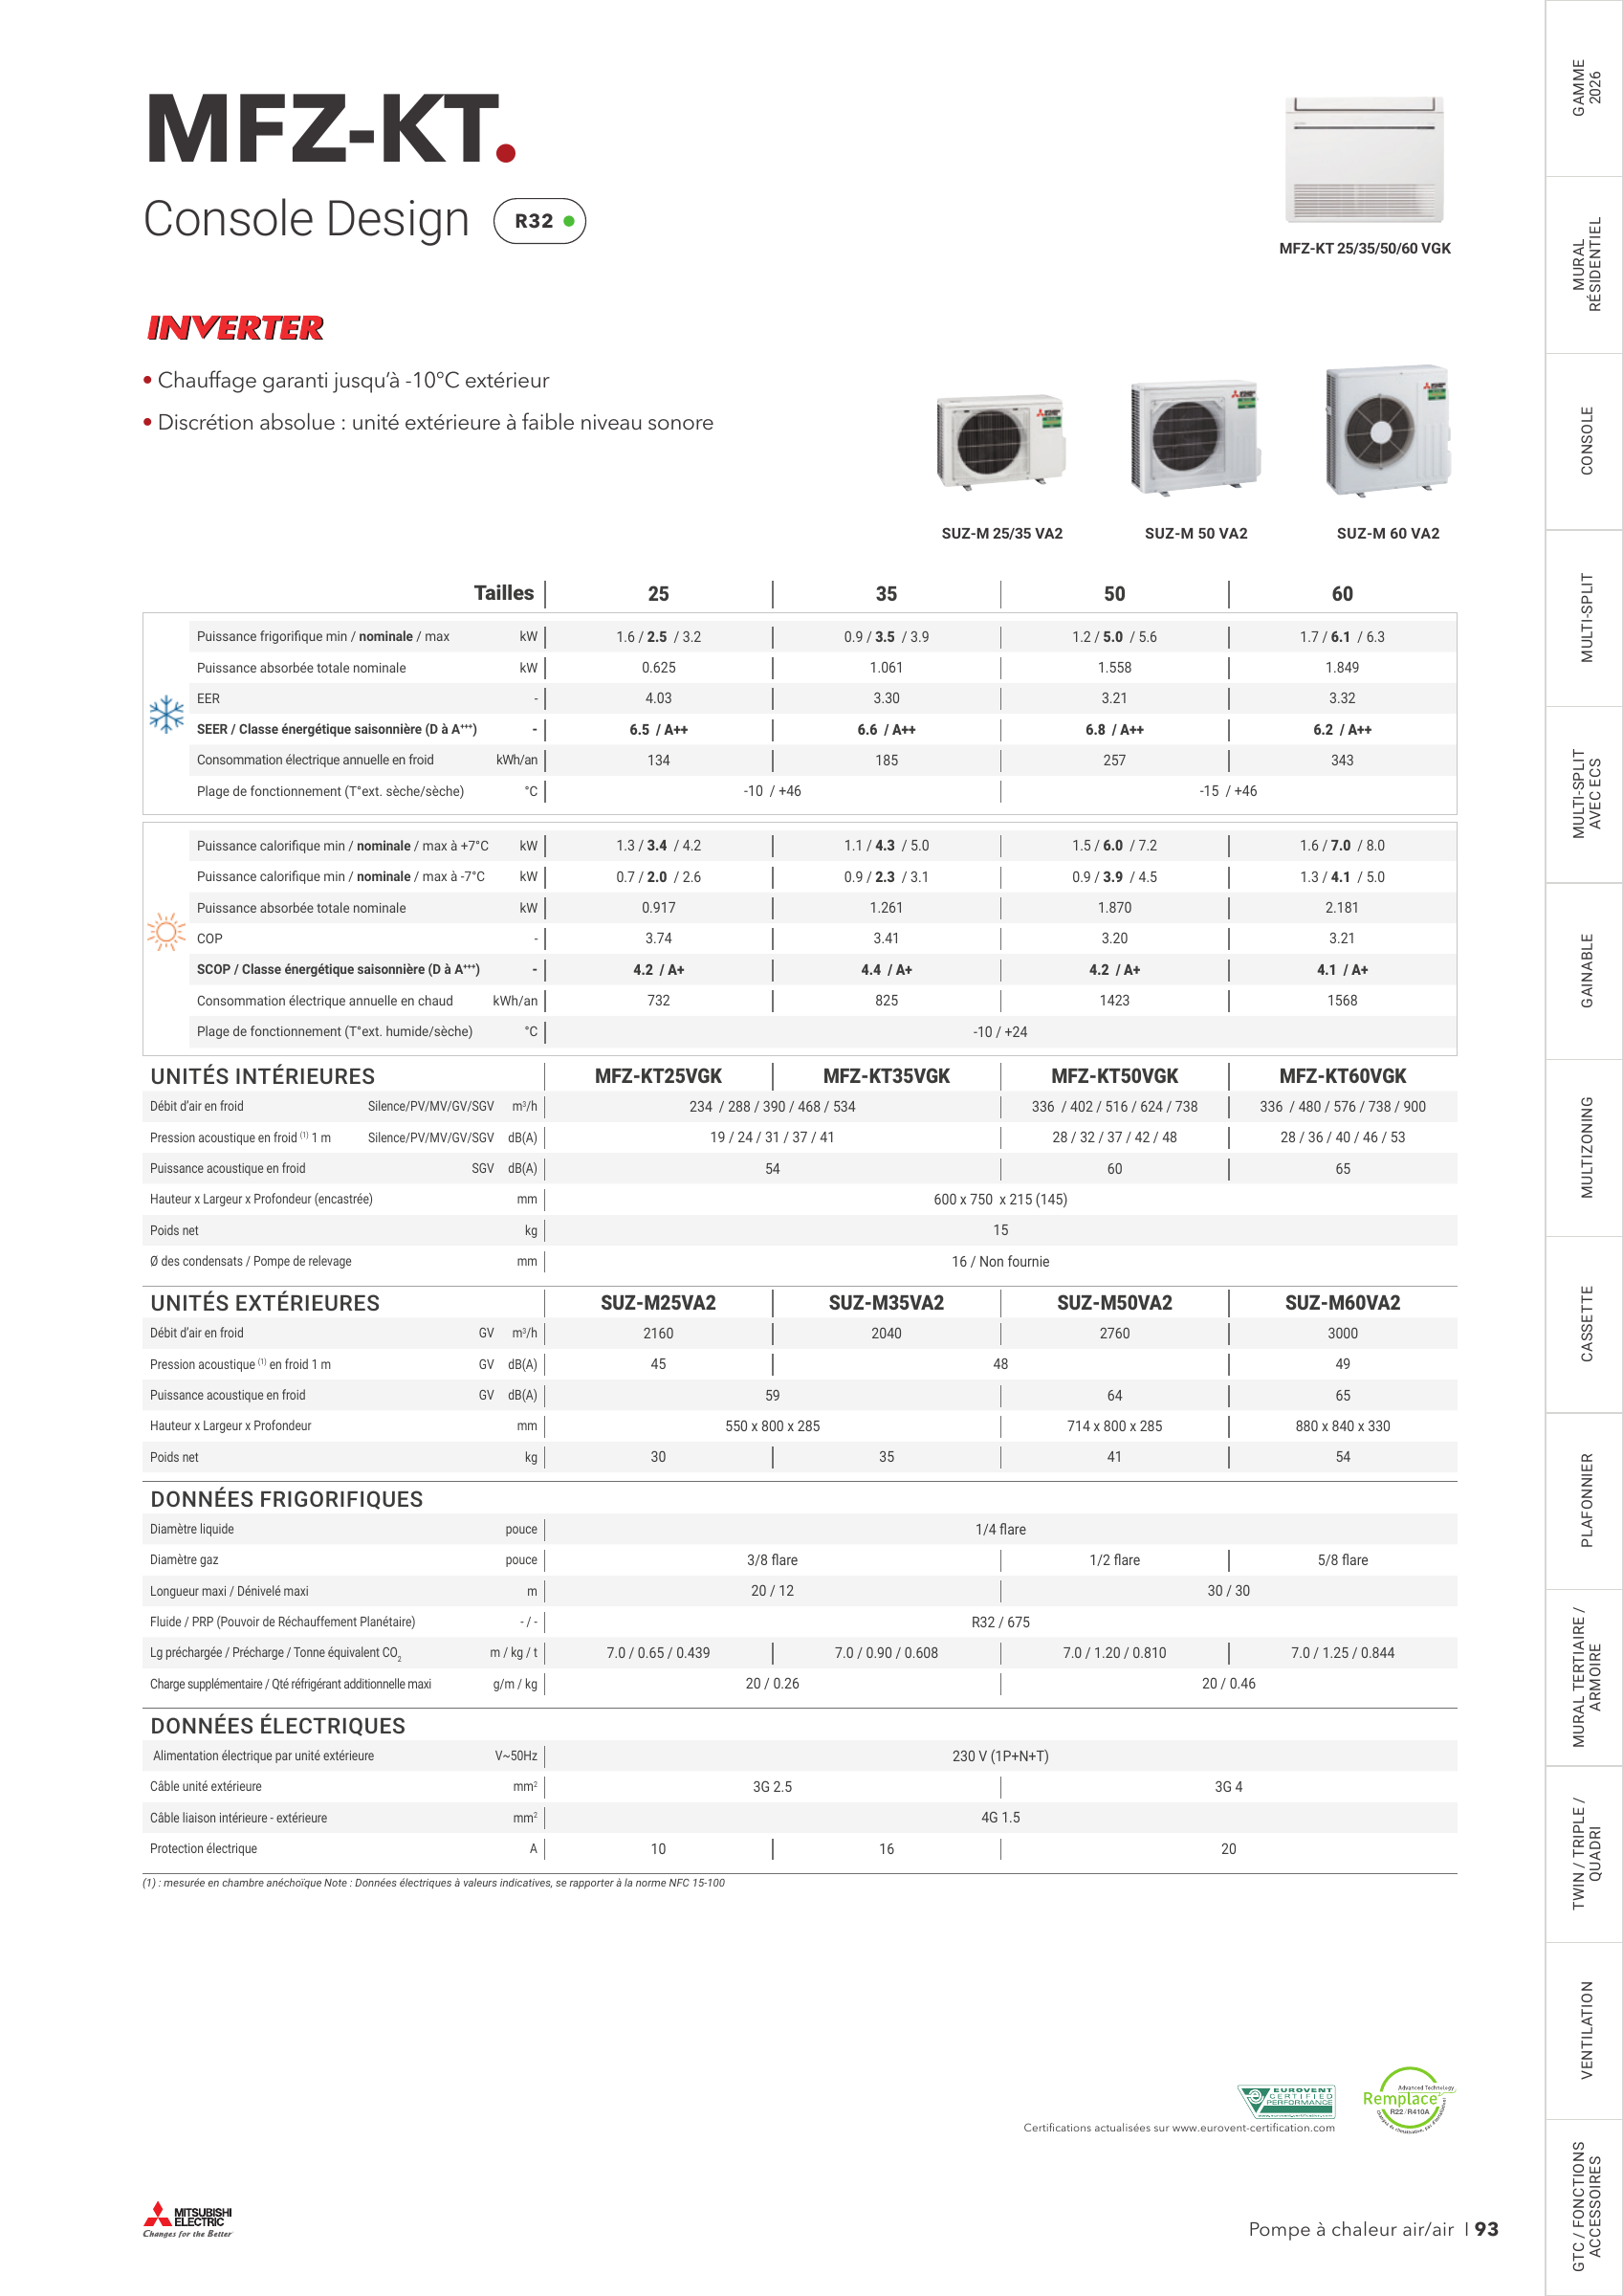 MFZ-KT.
Console Design R32
MFZ-KT 25/35/50/60 VGK
INVERTER
• Chauffage garanti jusqu’à -10°C extérieur
• Discrétion absolue : unité extérieure à faible niveau sonore
SUZ-M 25/35 VA2 SUZ-M 50 VA2 SUZ-M 60 VA2
Tailles 25 35 50 60
Puissance frigorifique min / nominale / max kW 1.6 / 2.5 / 3.2 0.9 / 3.5 / 3.9 1.2 / 5.0 / 5.6 1.7 / 6.1 / 6.3
Puissance absorbée totale nominale kW 0.625 1.061 1.558 1.849
EER - 4.03 3.30 3.21 3.32
SEER / Classe énergétique saisonnière (D à A+++) - 6.5 / A++ 6.6 / A++ 6.8 / A++ 6.2 / A++
Consommation électrique annuelle en froid kWh/an 134 185 257 343
Plage de fonctionnement (T°ext. sèche/sèche) °C -10 / +46 -15 / +46
Puissance calorifique min / nominale / max à +7°C kW 1.3 / 3.4 / 4.2 1.1 / 4.3 / 5.0 1.5 / 6.0 / 7.2 1.6 / 7.0 / 8.0
Puissance calorifique min / nominale / max à -7°C kW 0.7 / 2.0 / 2.6 0.9 / 2.3 / 3.1 0.9 / 3.9 / 4.5 1.3 / 4.1 / 5.0
Puissance absorbée totale nominale kW 0.917 1.261 1.870 2.181
COP - 3.74 3.41 3.20 3.21
SCOP / Classe énergétique saisonnière (D à A+++) - 4.2 / A+ 4.4 / A+ 4.2 / A+ 4.1 / A+
Consommation électrique annuelle en chaud kWh/an 732 825 1423 1568
Plage de fonctionnement (T°ext. humide/sèche) °C -10 / +24
UNITÉS INTÉRIEURES MFZ-KT25VGK MFZ-KT35VGK MFZ-KT50VGK MFZ-KT60VGK
Débit d’air en froid Silence/PV/MV/GV/SGV m³/h 234 / 288 / 390 / 468 / 534 336 / 402 / 516 / 624 / 738 336 / 480 / 576 / 738 / 900
Pression acoustique en froid (1) 1 m Silence/PV/MV/GV/SGV dB(A) 19 / 24 / 31 / 37 / 41 28 / 32 / 37 / 42 / 48 28 / 36 / 40 / 46 / 53
Puissance acoustique en froid SGV dB(A) 54 60 65
Hauteur x Largeur x Profondeur (encastrée) mm 600 x 750 x 215 (145)
Poids net kg 15
Ø des condensats / Pompe de relevage mm 16 / Non fournie
UNITÉS EXTÉRIEURES SUZ-M25VA2 SUZ-M35VA2 SUZ-M50VA2 SUZ-M60VA2
Débit d’air en froid GV m³/h 2160 2040 2760 3000
Pression acoustique (1) en froid 1 m GV dB(A) 45 48 49
Puissance acoustique en froid GV dB(A) 59 64 65
Hauteur x Largeur x Profondeur mm 550 x 800 x 285 714 x 800 x 285 880 x 840 x 330
Poids net kg 30 35 41 54
DONNÉES FRIGORIFIQUES
Diamètre liquide pouce 1/4 flare
Diamètre gaz pouce 3/8 flare 1/2 flare 5/8 flare
Longueur maxi / Dénivelé maxi m 20 / 12 30 / 30
Fluide / PRP (Pouvoir de Réchauffement Planétaire) - / - R32 / 675
Lg préchargée / Précharge / Tonne équivalent CO2 m / kg / t 7.0 / 0.65 / 0.439 7.0 / 0.90 / 0.608 7.0 / 1.20 / 0.810 7.0 / 1.25 / 0.844
Charge supplémentaire / Qté réfrigérant additionnelle maxi g/m / kg 20 / 0.26 20 / 0.46
DONNÉES ÉLECTRIQUES
Alimentation électrique par unité extérieure V~50Hz 230 V (1P+N+T)
Câble unité extérieure mm² 3G 2.5 3G 4
Câble liaison intérieure - extérieure mm² 4G 1.5
Protection électrique A 10 16 20
(1) : mesurée en chambre anéchoïque Note : Données électriques à valeurs indicatives, se rapporter à la norme NFC 15-100
EUROVENT
CERTIFIED
PERFORMANCE
Certifications actualisées sur www.eurovent-certification.com
Advanced Technology
Remplace
R22/R410A
MITSUBISHI
ELECTRIC
Changes for the Better
Pompe à chaleur air/air I 93
GAMME
2026
MURAL
RÉSIDENTIEL
CONSOLE
MULTI-SPLIT
MULTI-SPLIT
AVEC ECS
GAINABLE
MULTIZONING
CASSETTE
PLAFONNIER
MURAL TERTIAIRE /
ARMOIRE
TWIN / TRIPLE /
QUADRI
VENTILATION
GTC / FONCTIONS
ACCESSOIRES